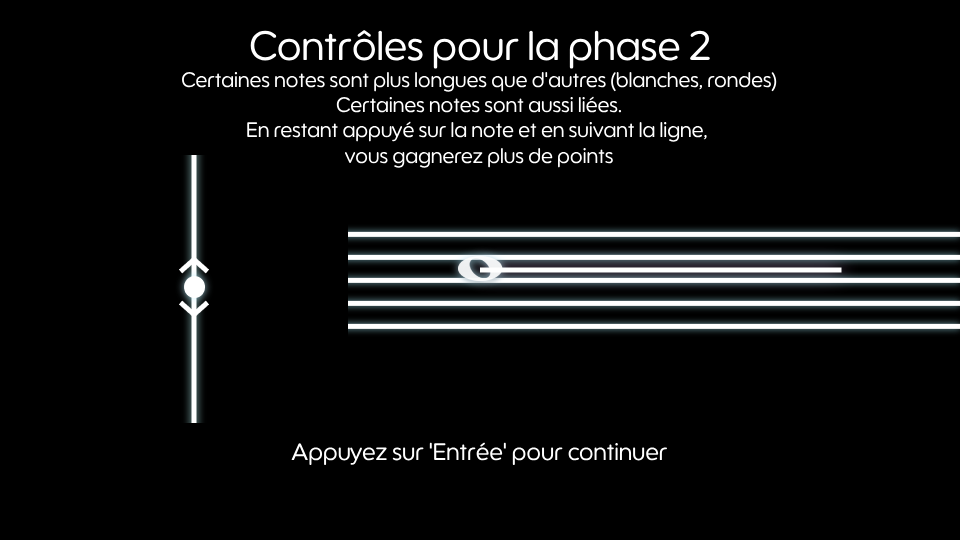 Contrôles pour la phase 2
Certaines notes sont plus longues que d'autres (blanches, rondes)
Certaines notes sont aussi liées.
En restant appuyé sur la note et en suivant la ligne,
vous gagnerez plus de points
Appuyez sur 'Entrée' pour continuer